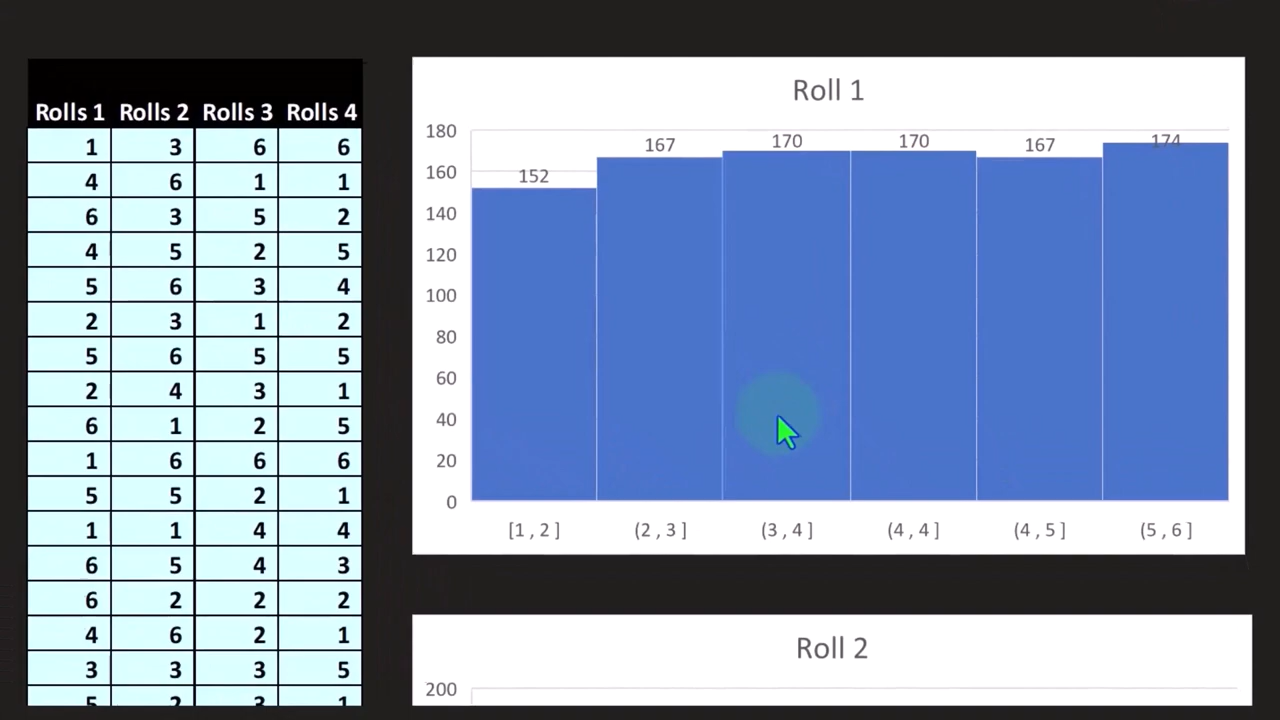 Rolls 1 Rolls 2 Rolls 3 Rolls 4
1 3 6 6
4 6 1 1
6 3 5 2
4 5 2 5
5 6 3 4
2 3 1 2
5 6 5 5
2 4 3 1
6 1 2 5
1 6 6 6
5 5 2 1
1 1 4 4
6 5 4 3
6 2 2 2
4 6 2 1
3 3 3 5
5 2 3 1
Roll 1
180
160
140
120
100
80
60
40
20
0
152 167 170 170 167 174
[1 , 2 ] (2 , 3 ] (3 , 4 ] (4 , 4 ] (4 , 5 ] (5 , 6 ]
Roll 2
200